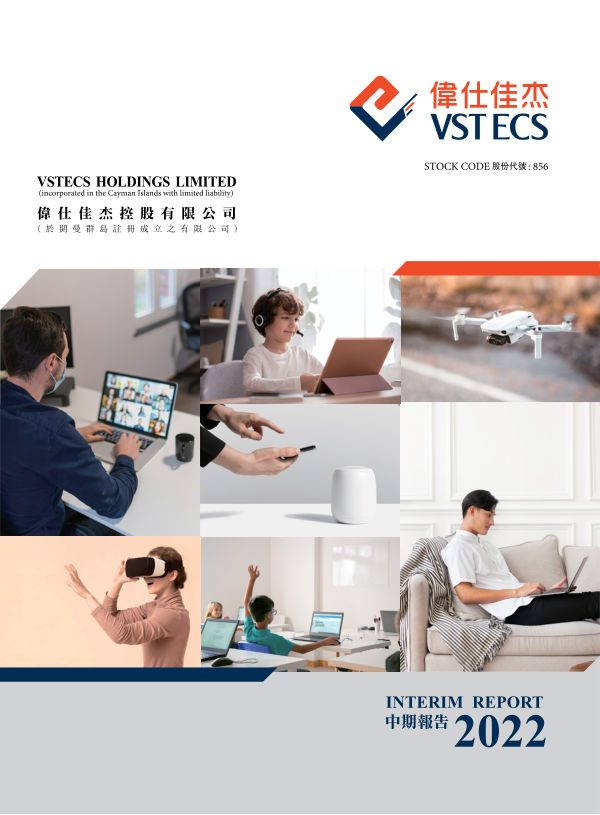 偉仕佳杰
VSTECS
STOCK CODE 股份代號 : 856
VSTECS HOLDINGS LIMITED
(incorporated in the Cayman Islands with limited liability)
偉仕佳杰控股有限公司
(於開曼群島註冊成立之有限公司)
INTERIM REPORT
中期報告
2022